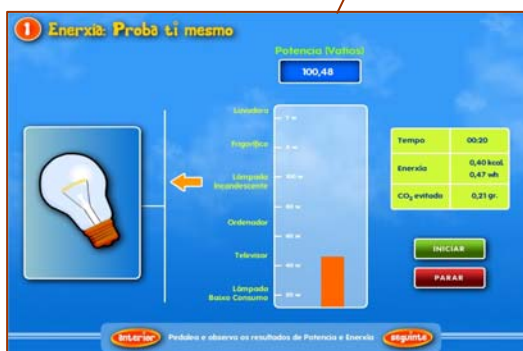 1 Enerxía: Proba ti mesmo
Potencia (Vatios)
100,48
Lixadora
Frigorífico
Lámpada
Incandescente
Ordenador
Televisor
Lámpada
Baixo Consumo
Tempo 00:20
Enerxía 0,40 kcal.
0,47 wh
CO2 evitado 0,21 gr.
INICIAR
PARAR
anterior Pedalea e observa os resultados de Potencia e Enerxía seguinte